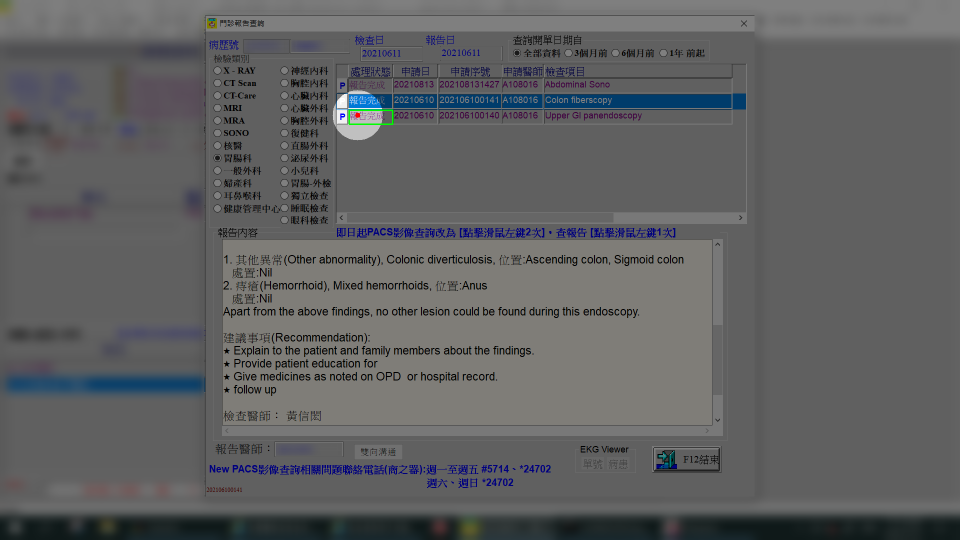 門診報告查詢
病歷號
檢查日 報告日
20210611 20210611
查詢開單日期自
全部資料 3個月前 6個月前 1年 前起
檢驗類別
X - RAY 神經內科
CT Scan 胸腔內科
CT-Care 心臟內科
MRI 心臟外科
MRA 胸腔外科
SONO 復健科
核醫 直腸外科
胃腸科 泌尿外科
一般外科 小兒科
婦產科 胃腸-外檢
耳鼻喉科 獨立檢查
健康管理中心 睡眠檢查
眼科檢查
處理狀態 申請日 申請序號 申請醫師 檢查項目
P 報告完成 20210813 202108131427 A108016 Abdominal Sono
報告完成 20210610 202106100141 A108016 Colon fiberscopy
P 報告完成 20210610 202106100140 A108016 Upper GI panendoscopy
報告內容
即日起PACS影像查詢改為 [點擊滑鼠左鍵2次]，查報告 [點擊滑鼠左鍵1次]
1. 其他異常(Other abnormality), Colonic diverticulosis, 位置:Ascending colon, Sigmoid colon
處置:Nil
2. 痔瘡(Hemorrhoid), Mixed hemorrhoids, 位置:Anus
處置:Nil
Apart from the above findings, no other lesion could be found during this endoscopy.
建議事項(Recommendation):
★ Explain to the patient and family members about the findings.
★ Provide patient education for
★ Give medicines as noted on OPD or hospital record.
★ follow up
檢查醫師： 黃信閎
報告醫師：
雙向溝通
EKG Viewer
單號 病患
F12結束
New PACS影像查詢相關問題聯絡電話(商之器):週一至週五 #5714、*24702
週六、週日 *24702
202106100141